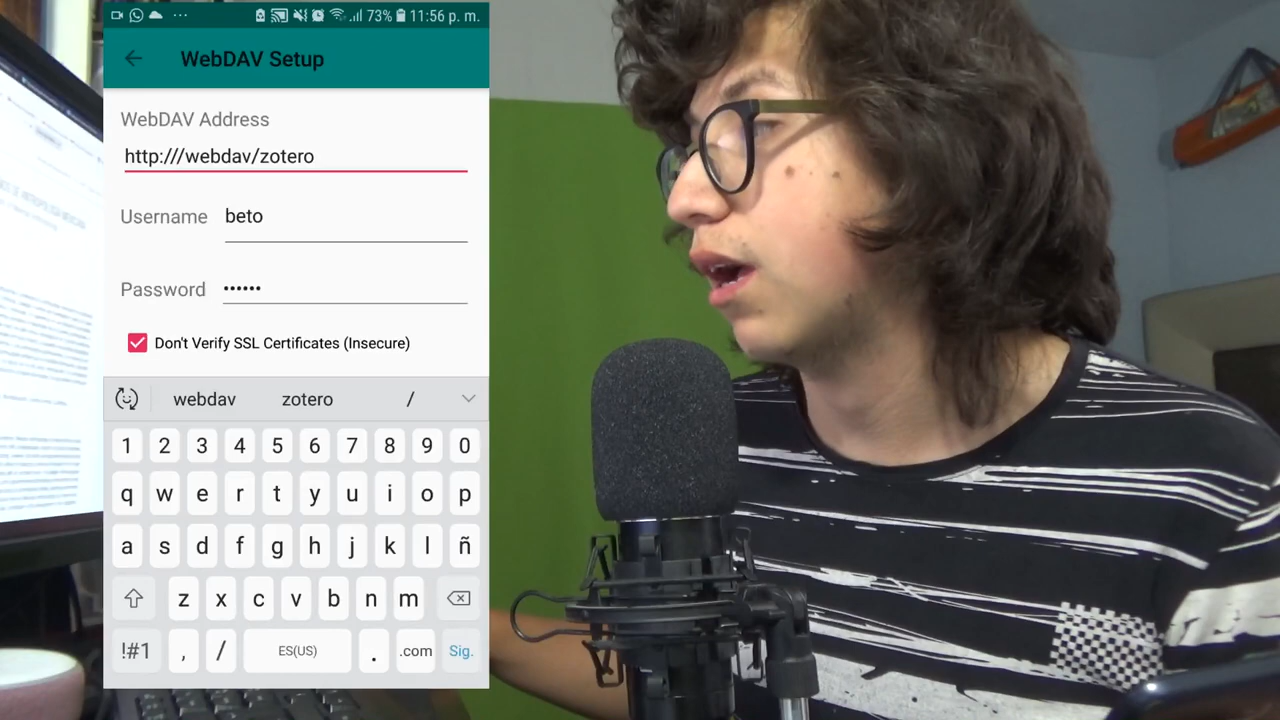 73% 11:56 p. m.
WebDAV Setup
WebDAV Address
http:///webdav/zotero
Username beto
Password ••••••
Don't Verify SSL Certificates (Insecure)
webdav zotero /
1 2 3 4 5 6 7 8 9 0
q w e r t y u i o p
a s d f g h j k l ñ
z x c v b n m
!#1 , / ES(US) . .com Sig.